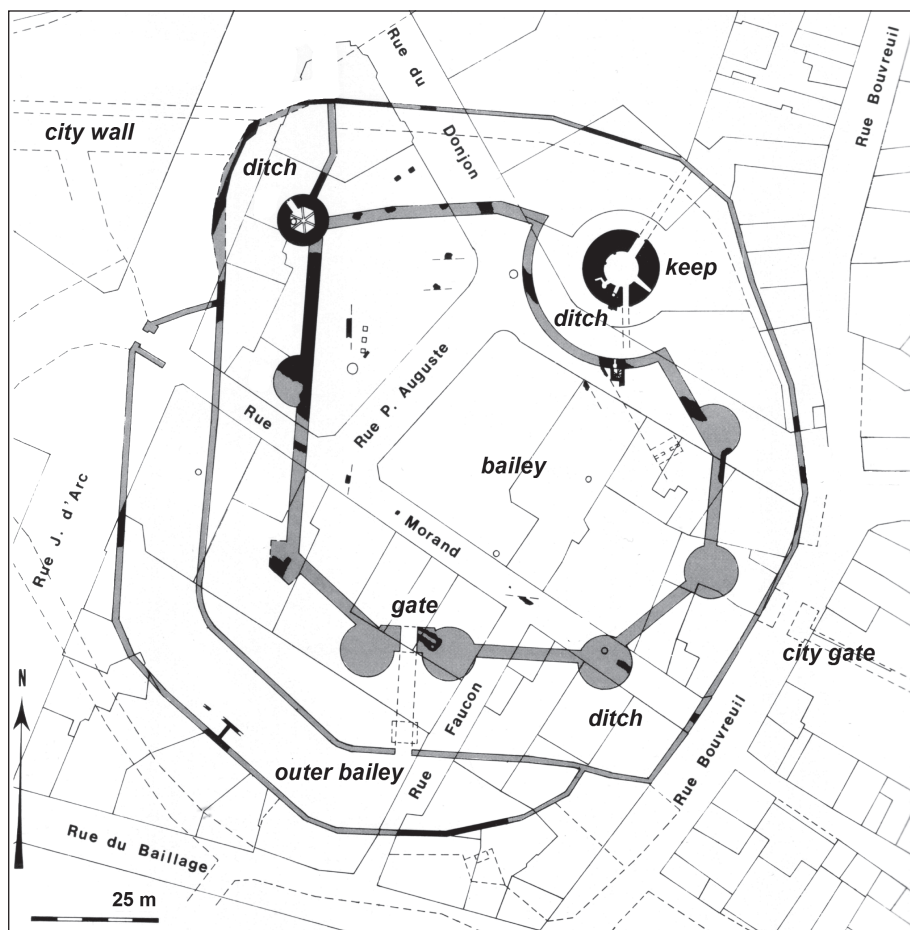 Rue du
Donjon
Rue Bouvreuil
city wall
ditch
keep
ditch
Rue P. Auguste
Rue
bailey
Rue J. d'Arc
Morand
gate
city gate
N
Faucon
ditch
outer bailey
Rue
Rue Bouvreuil
Rue du Baillage
25 m